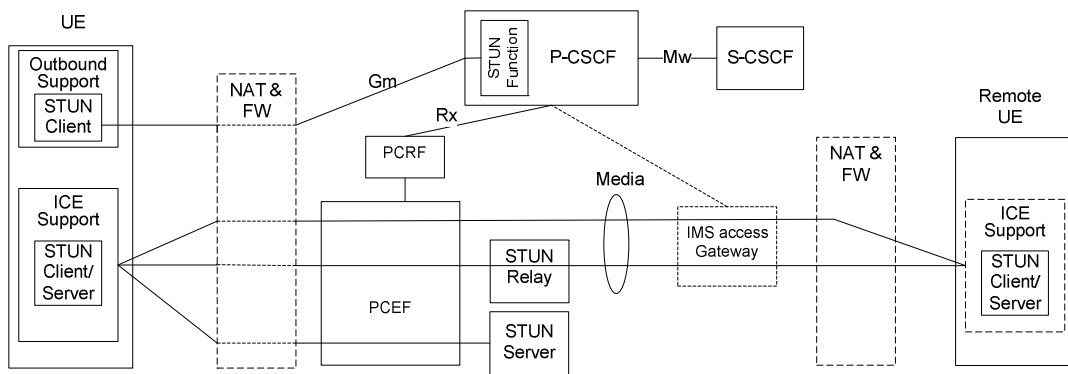 UE
Outbound
Support
STUN
Client
ICE
Support
STUN
Client/
Server
NAT &
FW
Gm
STUN
Function
P-CSCF
Mw
S-CSCF
Rx
PCRF
PCEF
Media
STUN
Relay
STUN
Server
IMS access
Gateway
NAT &
FW
Remote
UE
ICE
Support
STUN
Client/
Server